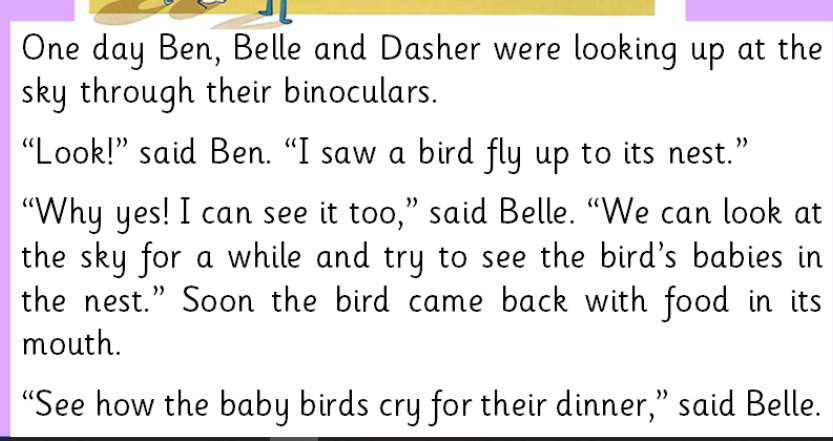 One day Ben, Belle and Dasher were looking up at the
sky through their binoculars.
“Look!” said Ben. “I saw a bird fly up to its nest.”
“Why yes! I can see it too,” said Belle. “We can look at
the sky for a while and try to see the bird’s babies in
the nest.” Soon the bird came back with food in its
mouth.
“See how the baby birds cry for their dinner,” said Belle.